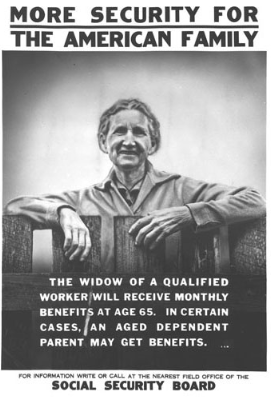 MORE SECURITY FOR
THE AMERICAN FAMILY
THE WIDOW OF A QUALIFIED
WORKER WILL RECEIVE MONTHLY
BENEFITS AT AGE 65. IN CERTAIN
CASES, AN AGED DEPENDENT
PARENT MAY GET BENEFITS. ...
FOR INFORMATION WRITE OR CALL AT THE NEAREST FIELD OFFICE OF THE
SOCIAL SECURITY BOARD